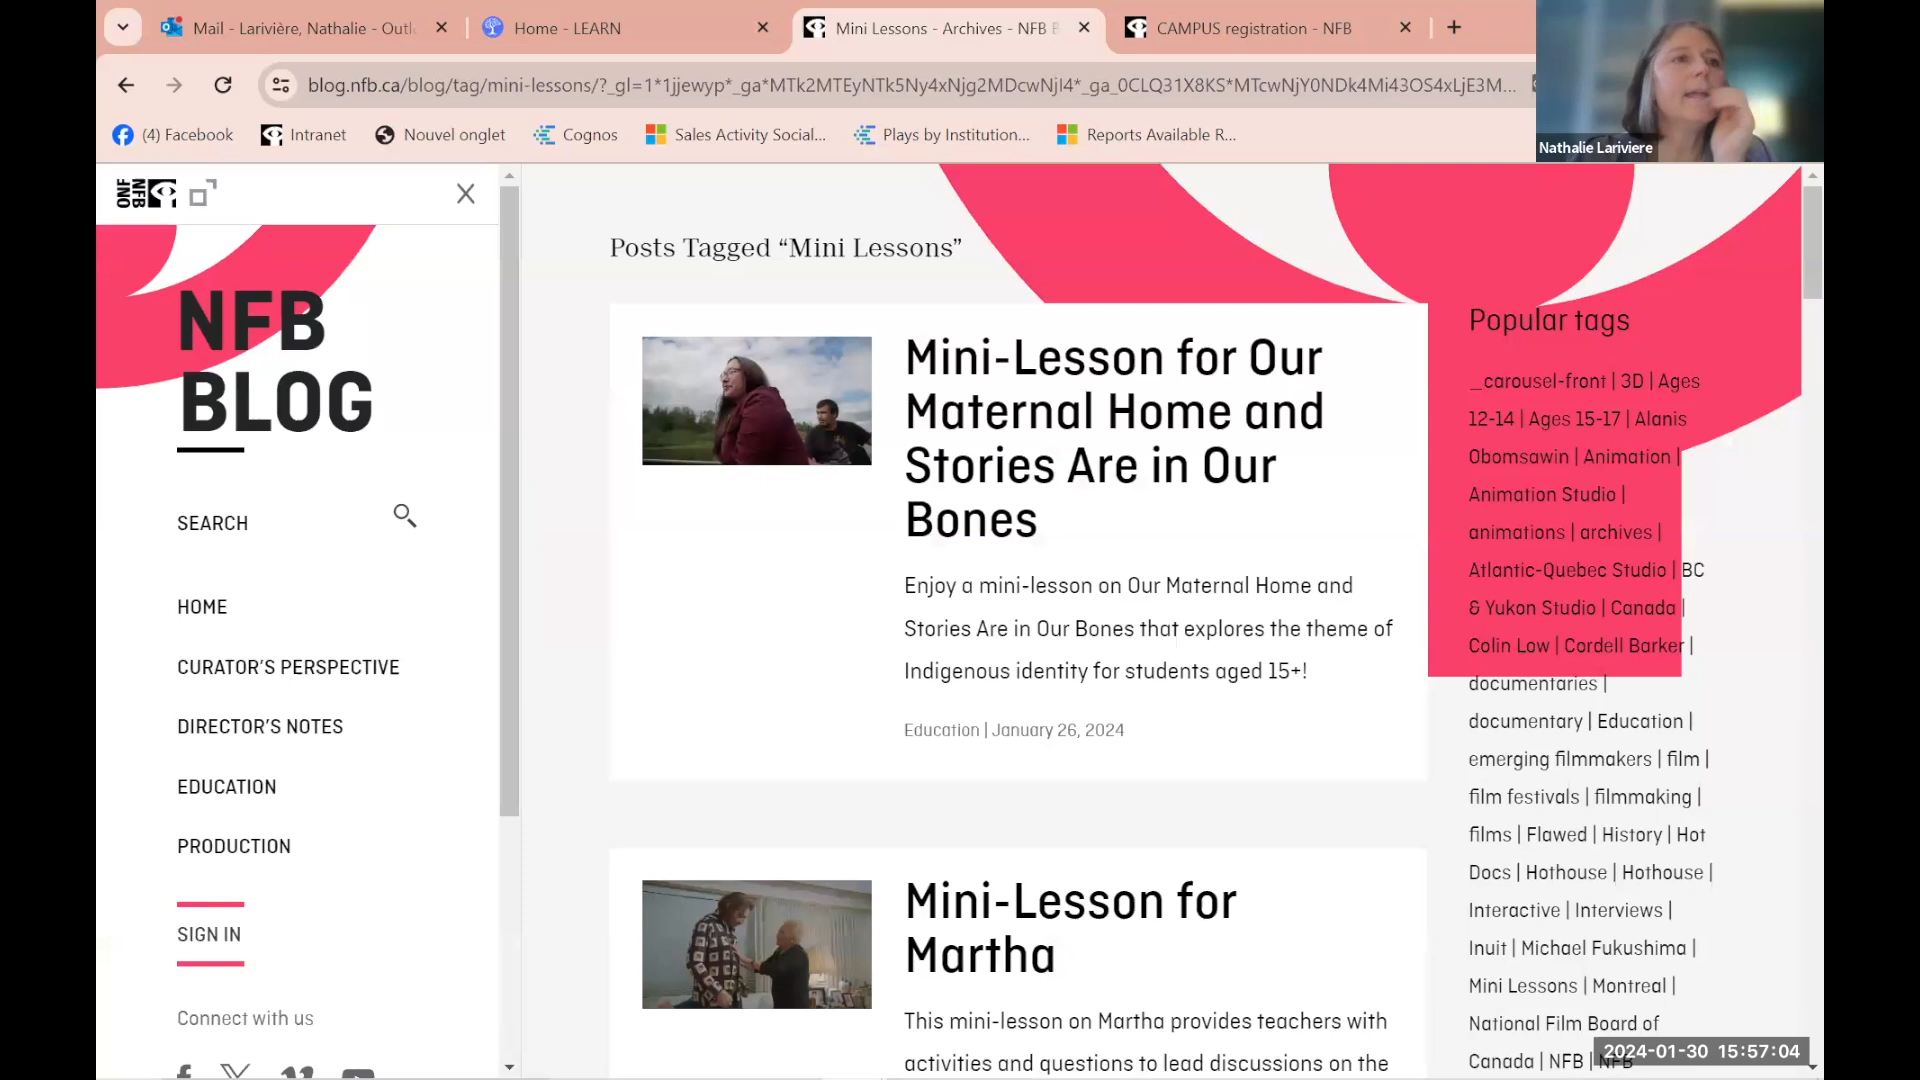 Mail - Larivière, Nathalie - Outl
Home - LEARN
Mini Lessons - Archives - NFB B
CAMPUS registration - NFB
blog.nfb.ca/blog/tag/mini-lessons/?_gl=1*1jjewyp*_ga*MTk2MTEyNTk5Ny4xNjg2MDcwNjI4*_ga_0CLQ31X8KS*MTcwNjY0NDk4Mi43OS4xLjE3M...
(4) Facebook
Intranet
Nouvel onglet
Cognos
Sales Activity Social...
Plays by Institution...
Reports Available R...
Nathalie Lariviere
ONF
NFB
NFB
BLOG
SEARCH
HOME
CURATOR'S PERSPECTIVE
DIRECTOR'S NOTES
EDUCATION
PRODUCTION
SIGN IN
Connect with us
Posts Tagged “Mini Lessons”
Mini-Lesson for Our
Maternal Home and
Stories Are in Our
Bones
Enjoy a mini-lesson on Our Maternal Home and
Stories Are in Our Bones that explores the theme of
Indigenous identity for students aged 15+!
Education | January 26, 2024
Mini-Lesson for
Martha
This mini-lesson on Martha provides teachers with
activities and questions to lead discussions on the
Popular tags
_carousel-front | 3D | Ages
12-14 | Ages 15-17 | Alanis
Obomsawin | Animation |
Animation Studio |
animations | archives |
Atlantic-Quebec Studio | BC
& Yukon Studio | Canada |
Colin Low | Cordell Barker |
documentaries |
documentary | Education |
emerging filmmakers | film |
film festivals | filmmaking |
films | Flawed | History | Hot
Docs | Hothouse | Hothouse |
Interactive | Interviews |
Inuit | Michael Fukushima |
Mini Lessons | Montreal |
National Film Board of
Canada | NFB | NFB
2024-01-30 15:57:04